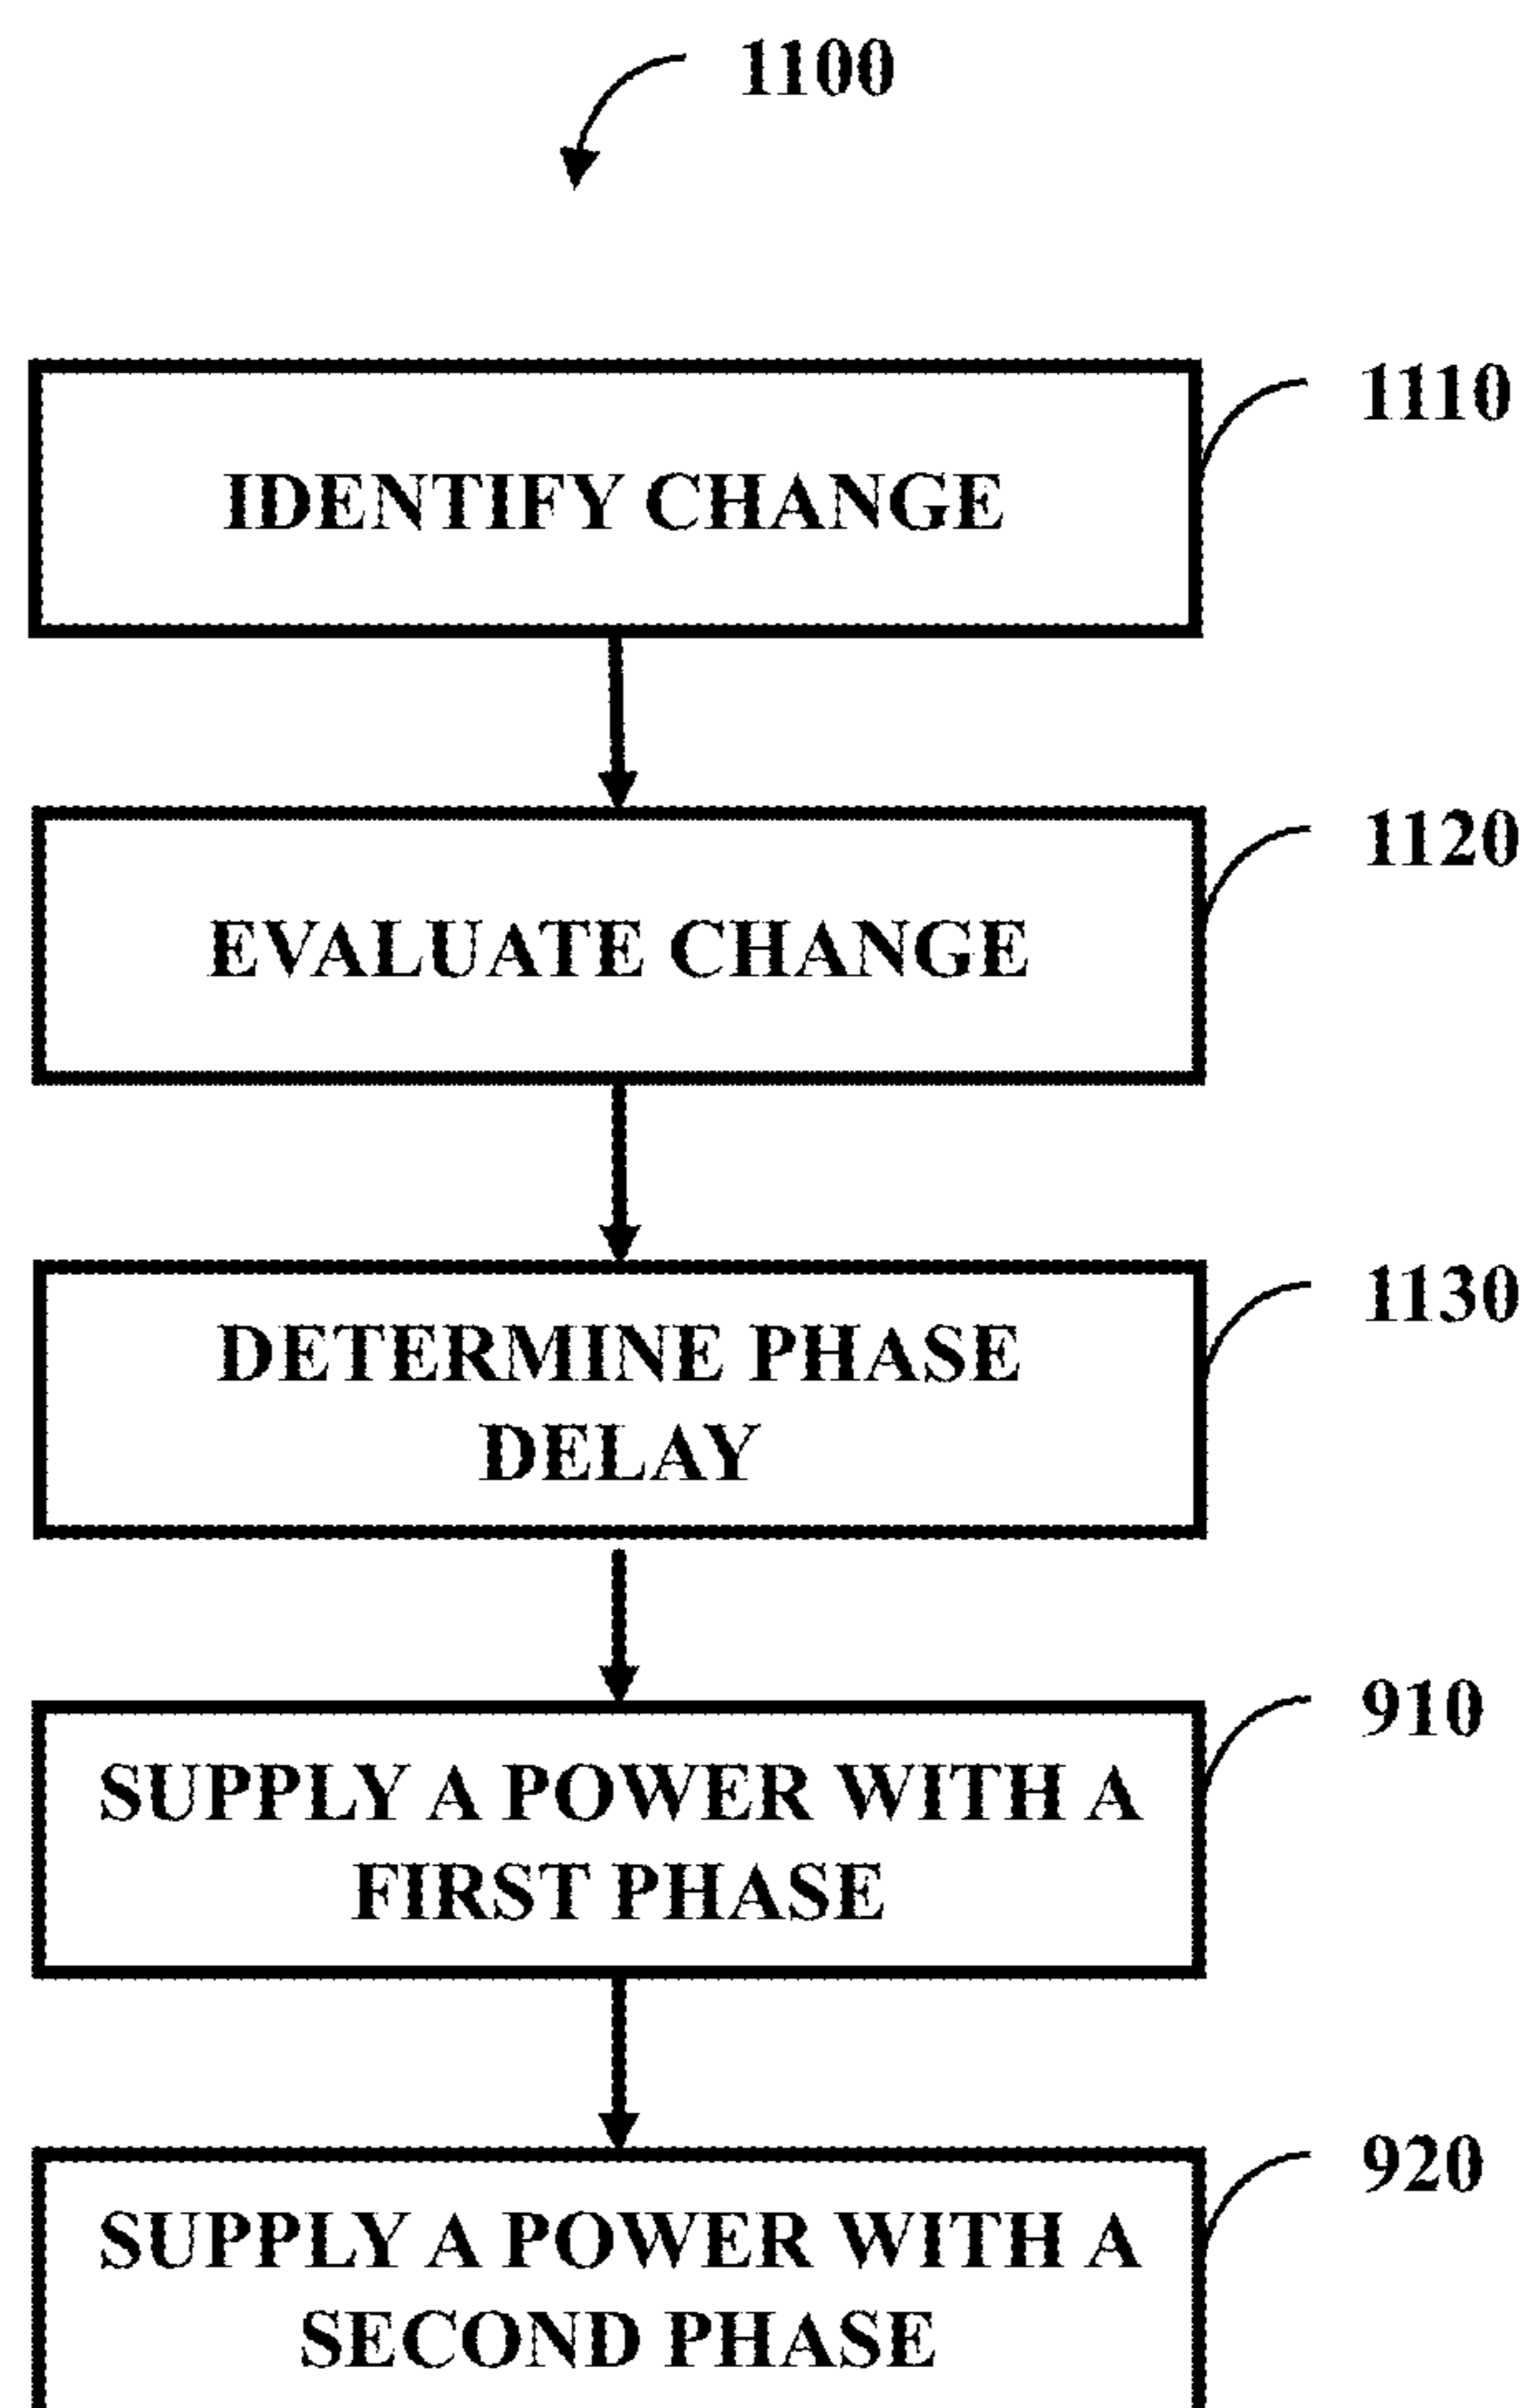 1100
1110
IDENTIFY CHANGE
1120
EVALUATE CHANGE
1130
DETERMINE PHASE
DELAY
910
SUPPLY A POWER WITH A
FIRST PHASE
920
SUPPLY A POWER WITH A
SECOND PHASE